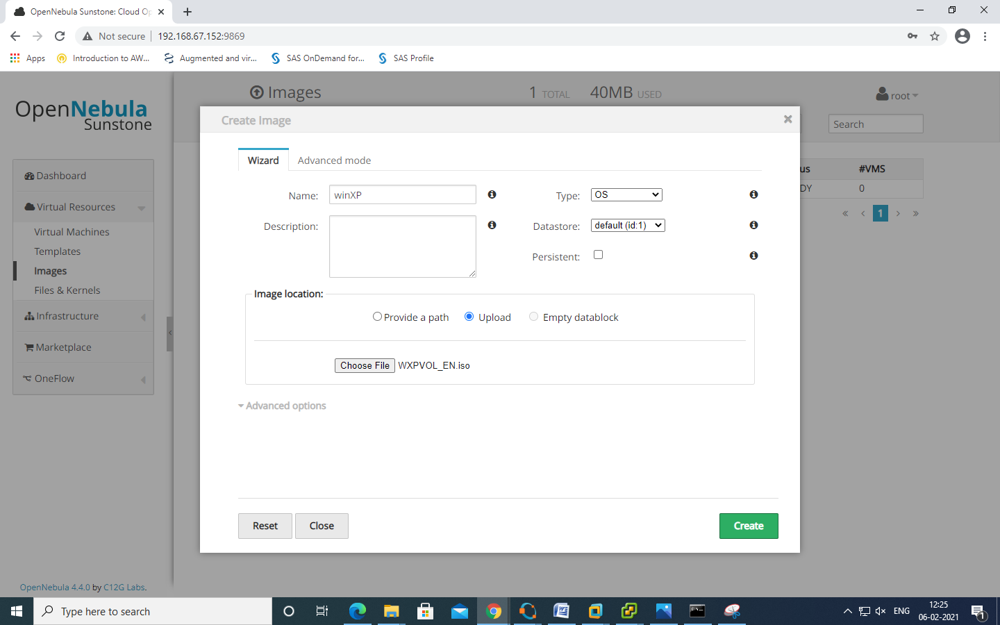 OpenNebula Sunstone: Cloud Op
Not secure 192.168.67.152:9869
Apps Introduction to AW... Augmented and vir... SAS OnDemand for... SAS Profile
OpenNebula
Sunstone
Images 1 TOTAL 40MB USED root
Search
Create Image
Dashboard
Virtual Resources
Virtual Machines
Templates
Images
Files & Kernels
Infrastructure
Marketplace
OneFlow
us #VMS
DY 0
« ‹ 1 › »
Wizard Advanced mode
Name: winXP Type: OS
Description: Datastore: default (id:1)
Persistent:
Image location:
Provide a path Upload Empty datablock
Choose File WXPVOL_EN.iso
Advanced options
Reset Close Create
OpenNebula 4.4.0 by C12G Labs.
Type here to search
ENG 12:25
06-02-2021
1